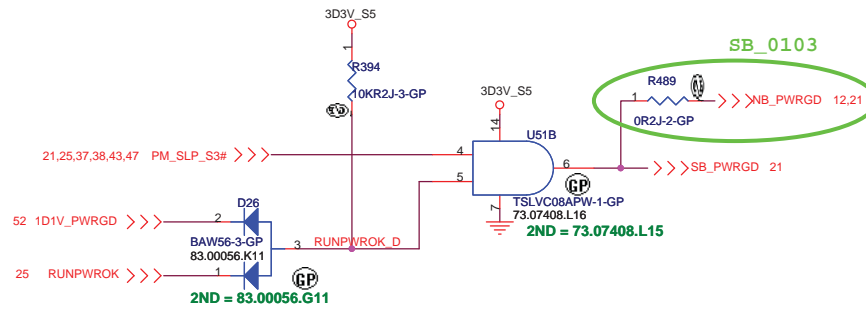 3D3V_S5
SB_0103
1
R394
10KR2J-3-GP
3D3V_S5
R489
1
NB_PWRGD 12,21
0R2J-2-GP
14
U51B
21,25,37,38,43,47 PM_SLP_S3#
4
5
6
SB_PWRGD 21
GP
7
TSLVC08APW-1-GP
73.07408.L16
2ND = 73.07408.L15
D26
52 1D1V_PWRGD
2
BAW56-3-GP
83.00056.K11
3
RUNPWROK_D
25 RUNPWROK
1
GP
2ND = 83.00056.G11